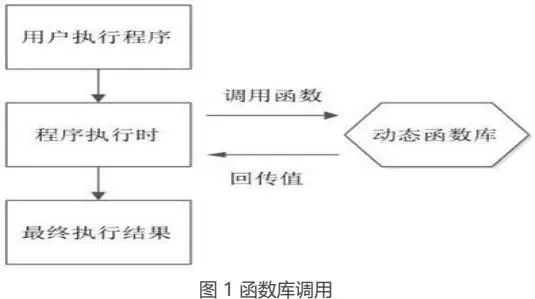 用户执行程序
调用函数
程序执行时
动态函数库
回传值
最终执行结果
图 1 函数库调用